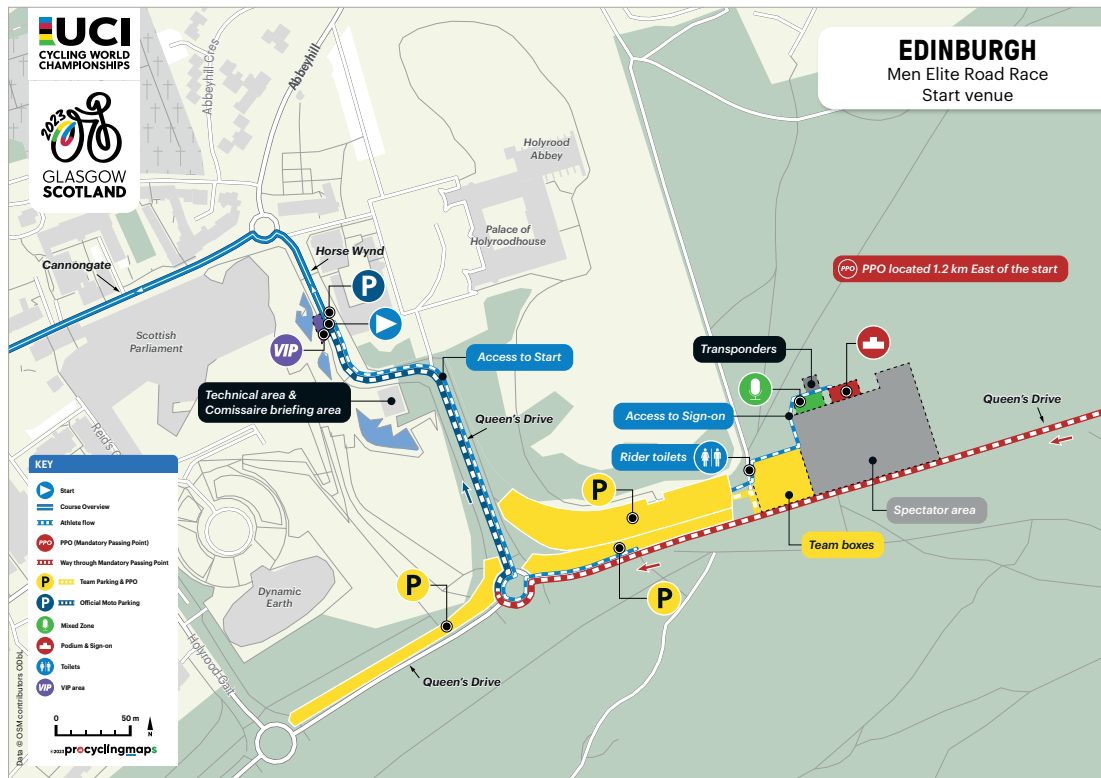 UCI
CYCLING WORLD
CHAMPIONSHIPS
2023
GLASGOW
SCOTLAND
EDINBURGH
Men Elite Road Race
Start venue
Abbeyhill-Cres
Abbeyhill
Holyrood
Abbey
Palace of
Holyroodhouse
Horse Wynd
Cannongate
PPO PPO located 1.2 km East of the start
P
Scottish
Parliament
VIP
Transponders
Access to Start
Technical area &
Comissaire briefing area
Queen's Drive
Access to Sign-on
Queen's Drive
Reid's C
Rider toilets
P
Spectator area
Team boxes
P
P
Dynamic
Earth
Holyrood-Gait
Queen's Drive
KEY
Start
Course Overview
Athlete flow
PPO PPO (Mandatory Passing Point)
Way through Mandatory Passing Point
P Team Parking & PPO
P Official Moto Parking
Mixed Zone
Podium & Sign-on
Toilets
VIP VIP area
0 50 m
N
©2023 procyclingmaps
Data © OSM contributors ODbL